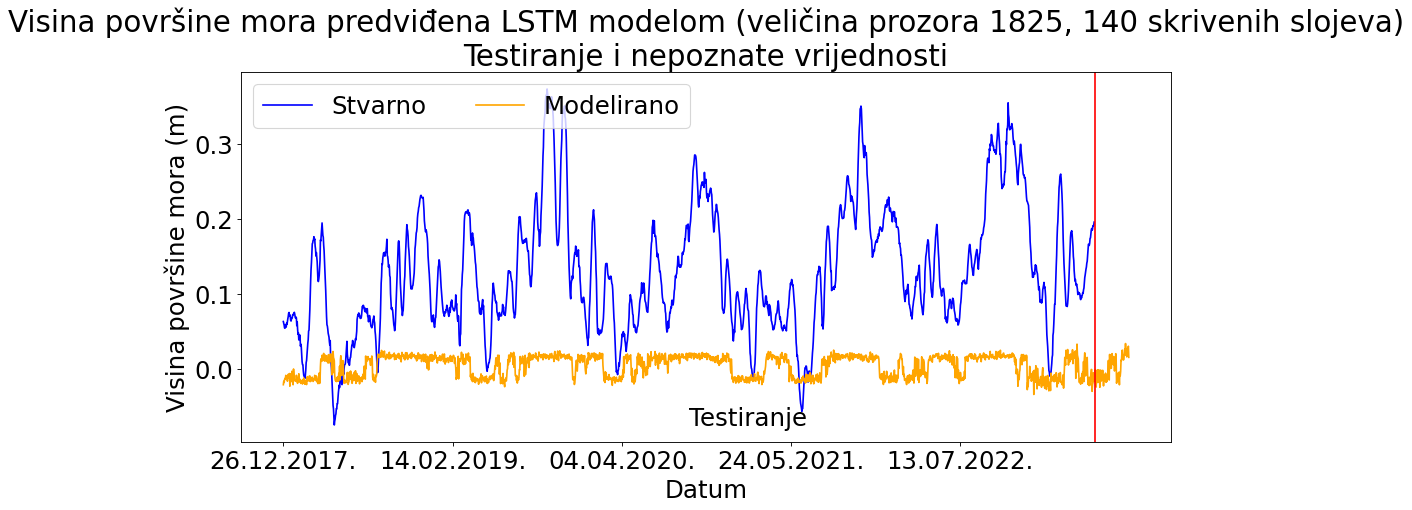 Visina površine mora predviđena LSTM modelom (veličina prozora 1825, 140 skrivenih slojeva)
Testiranje i nepoznate vrijednosti
Stvarno
Modelirano
Visina površine mora (m)
0.3
0.2
0.1
0.0
Testiranje
26.12.2017.
14.02.2019.
04.04.2020.
24.05.2021.
13.07.2022.
Datum